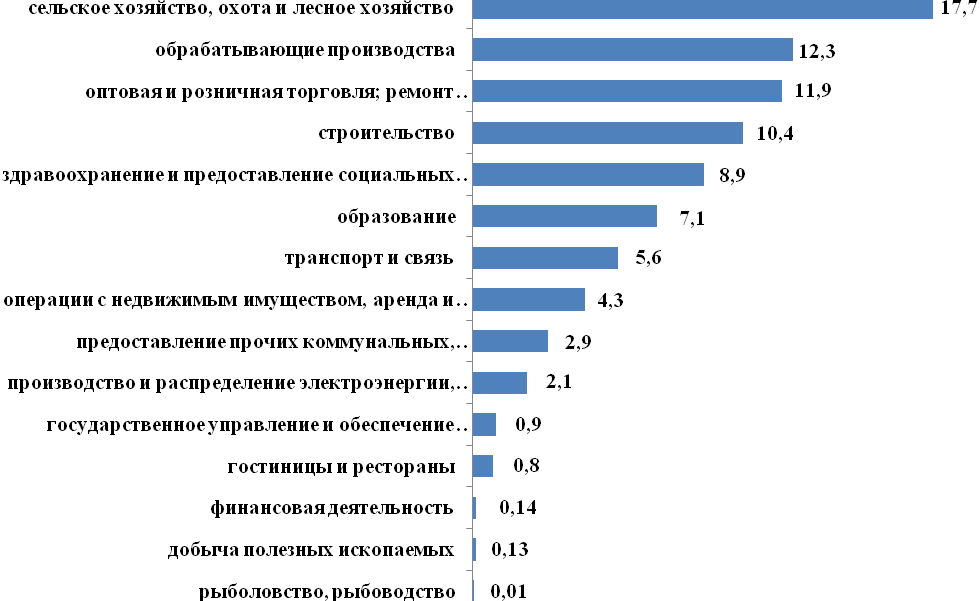 сельское хозяйство, охота и лесное хозяйство 17,7
обрабатывающие производства 12,3
оптовая и розничная торговля; ремонт.. 11,9
строительство 10,4
здравоохранение и предоставление социальных.. 8,9
образование 7,1
транспорт и связь 5,6
операции с недвижимым имуществом, аренда и.. 4,3
предоставление прочих коммунальных,.. 2,9
производство и распределение электроэнергии,.. 2,1
государственное управление и обеспечение.. 0,9
гостиницы и рестораны 0,8
финансовая деятельность 0,14
добыча полезных ископаемых 0,13
рыболовство, рыбоводство 0,01